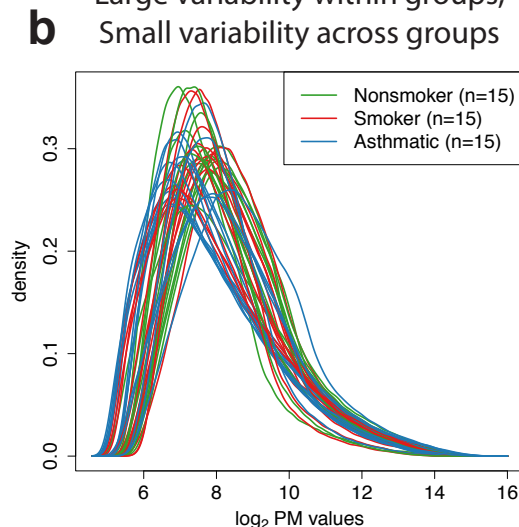 Large variability within groups,
b
Small variability across groups
Nonsmoker (n=15)
Smoker (n=15)
Asthmatic (n=15)
density
0.3
0.2
0.1
0.0
6 8 10 12 14 16
log₂ PM values